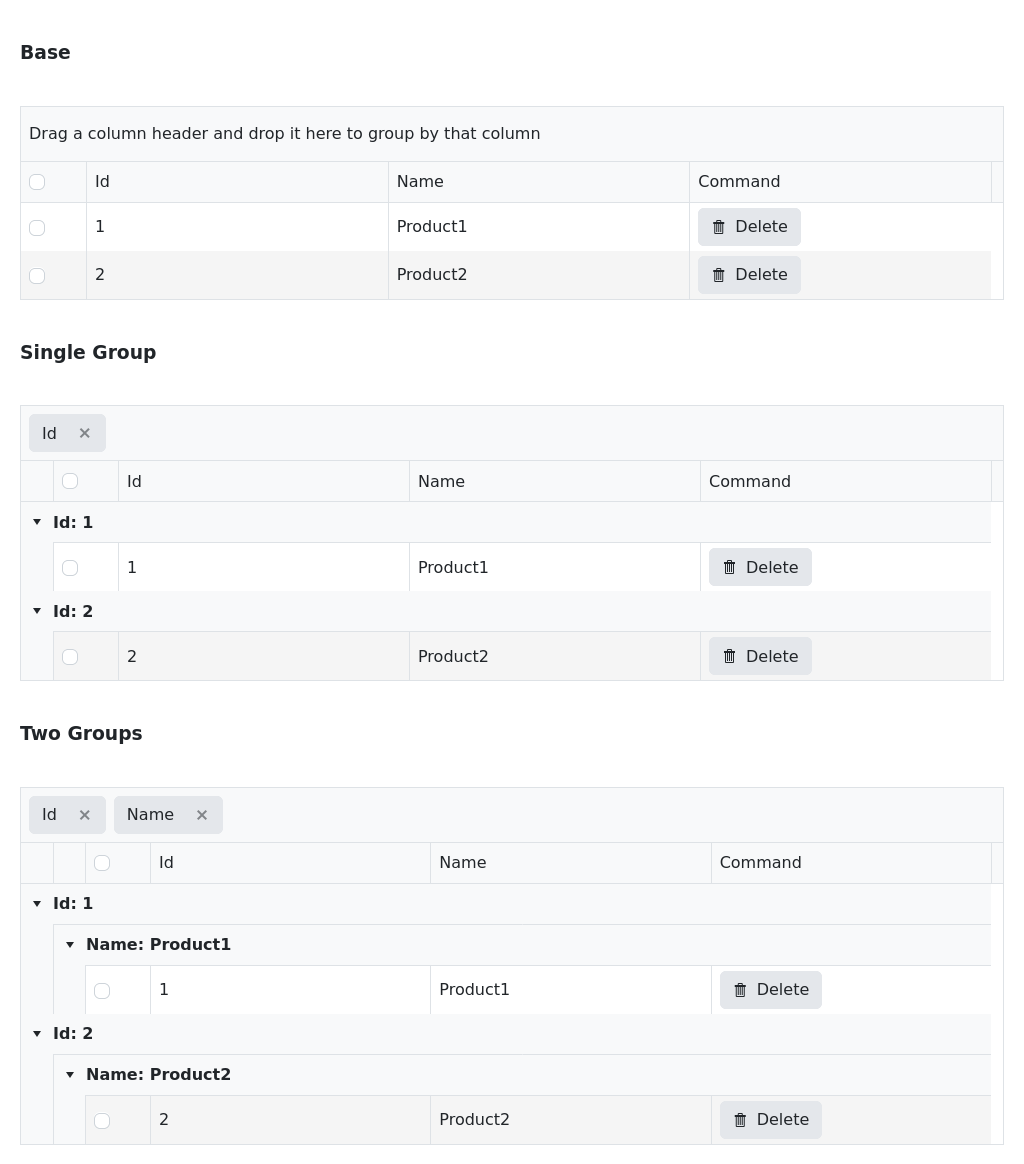 Base
Drag a column header and drop it here to group by that column
Id Name Command
1 Product1 Delete
2 Product2 Delete
Single Group
Id ×
Id Name Command
Id: 1
1 Product1 Delete
Id: 2
2 Product2 Delete
Two Groups
Id × Name ×
Id Name Command
Id: 1
Name: Product1
1 Product1 Delete
Id: 2
Name: Product2
2 Product2 Delete